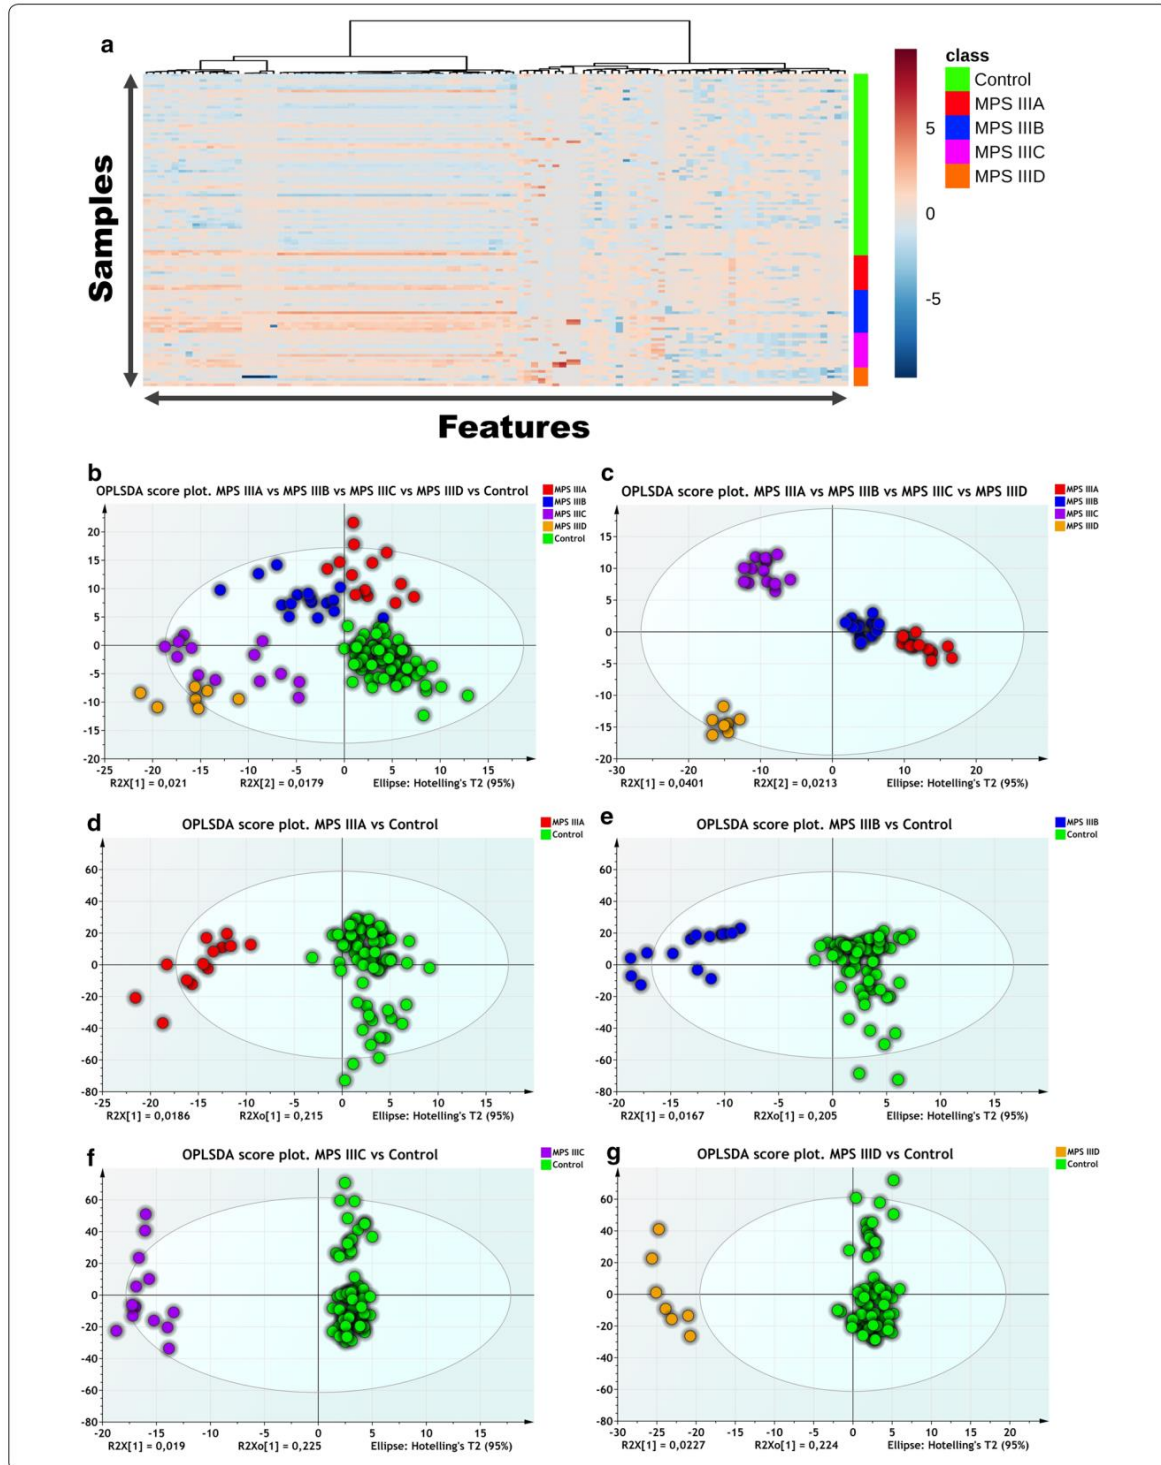 a
Samples
Features
5
0
-5
class
Control
MPS IIIA
MPS IIIB
MPS IIIC
MPS IIID
b
OPLSDA score plot. MPS IIIA vs MPS IIIB vs MPS IIIC vs MPS IIID vs Control
MPS IIIA
MPS IIIB
MPS IIIC
MPS IIID
Control
20
15
10
5
0
-5
-10
-15
-20
-25 -20 -15 -10 -5 0 5 10 15
R2X[1] = 0,021 R2X[2] = 0,0179 Ellipse: Hotelling's T2 (95%)
c
OPLSDA score plot. MPS IIIA vs MPS IIIB vs MPS IIIC vs MPS IIID
MPS IIIA
MPS IIIB
MPS IIIC
MPS IIID
15
10
5
0
-5
-10
-15
-20
-30 -20 -10 0 10 20
R2X[1] = 0,0401 R2X[2] = 0,0213 Ellipse: Hotelling's T2 (95%)
d
OPLSDA score plot. MPS IIIA vs Control
MPS IIIA
Control
60
40
20
0
-20
-40
-60
-80
-25 -20 -15 -10 -5 0 5 10 15
R2X[1] = 0,0186 R2Xo[1] = 0,215 Ellipse: Hotelling's T2 (95%)
e
OPLSDA score plot. MPS IIIB vs Control
MPS IIIB
Control
60
40
20
0
-20
-40
-60
-80
-20 -15 -10 -5 0 5 10 15
R2X[1] = 0,0167 R2Xo[1] = 0,205 Ellipse: Hotelling's T2 (95%)
f
OPLSDA score plot. MPS IIIC vs Control
MPS IIIC
Control
60
40
20
0
-20
-40
-60
-80
-20 -15 -10 -5 0 5 10 15
R2X[1] = 0,019 R2Xo[1] = 0,225 Ellipse: Hotelling's T2 (95%)
g
OPLSDA score plot. MPS IIID vs Control
MPS IIID
Control
60
40
20
0
-20
-40
-60
-80
-30 -25 -20 -15 -10 -5 0 5 10 15 20
R2X[1] = 0,0227 R2Xo[1] = 0,224 Ellipse: Hotelling's T2 (95%)